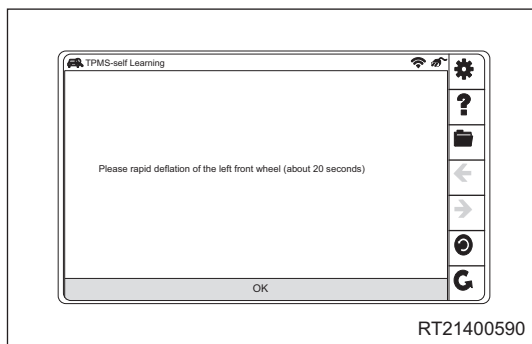 TPMS-self Learning
Please rapid deflation of the left front wheel (about 20 seconds)
OK
RT21400590